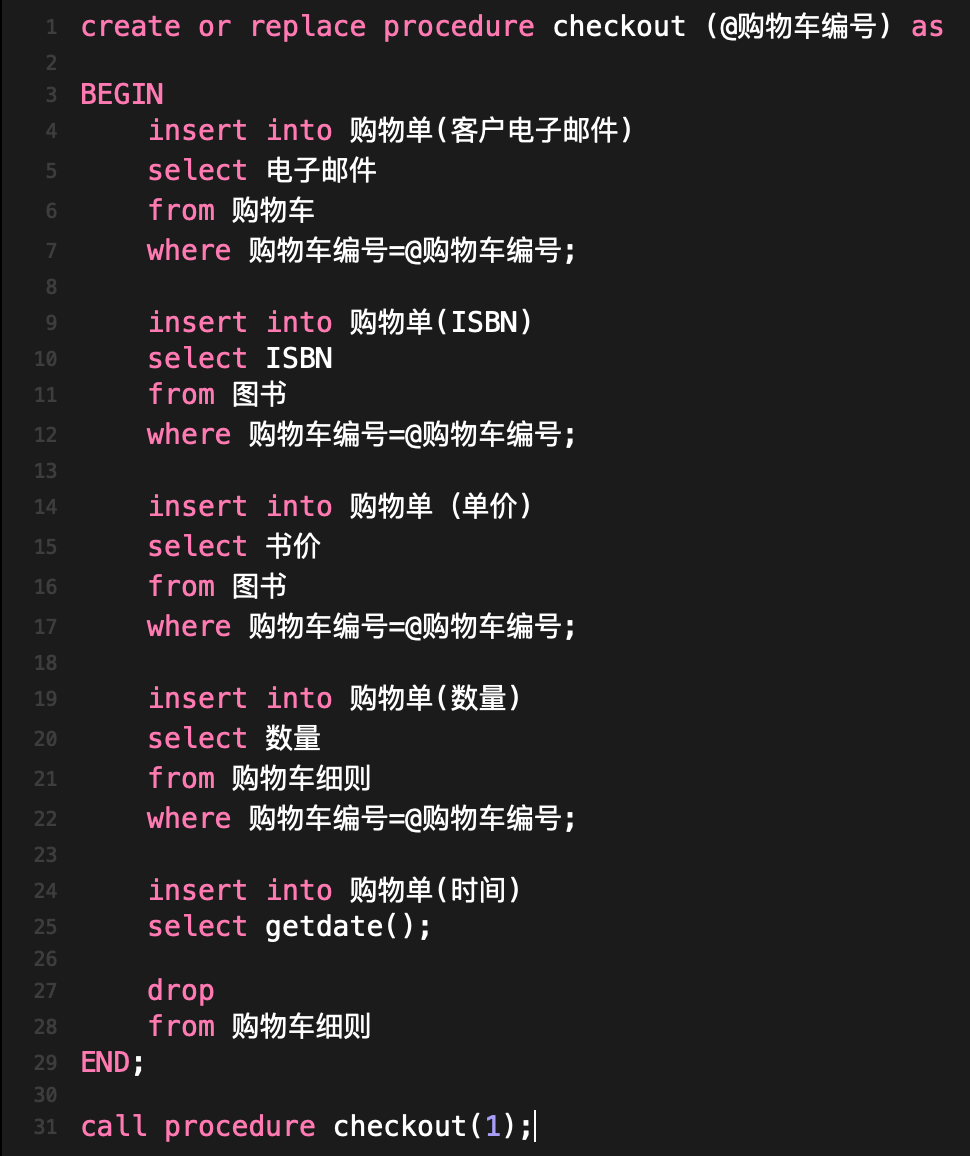 1 create or replace procedure checkout (@购物车编号) as
2
3 BEGIN
4 insert into 购物单(客户电子邮件)
5 select 电子邮件
6 from 购物车
7 where 购物车编号=@购物车编号;
8
9 insert into 购物单(ISBN)
10 select ISBN
11 from 图书
12 where 购物车编号=@购物车编号;
13
14 insert into 购物单（单价)
15 select 书价
16 from 图书
17 where 购物车编号=@购物车编号;
18
19 insert into 购物单(数量)
20 select 数量
21 from 购物车细则
22 where 购物车编号=@购物车编号;
23
24 insert into 购物单(时间)
25 select getdate();
26
27 drop
28 from 购物车细则
29 END;
30
31 call procedure checkout(1);